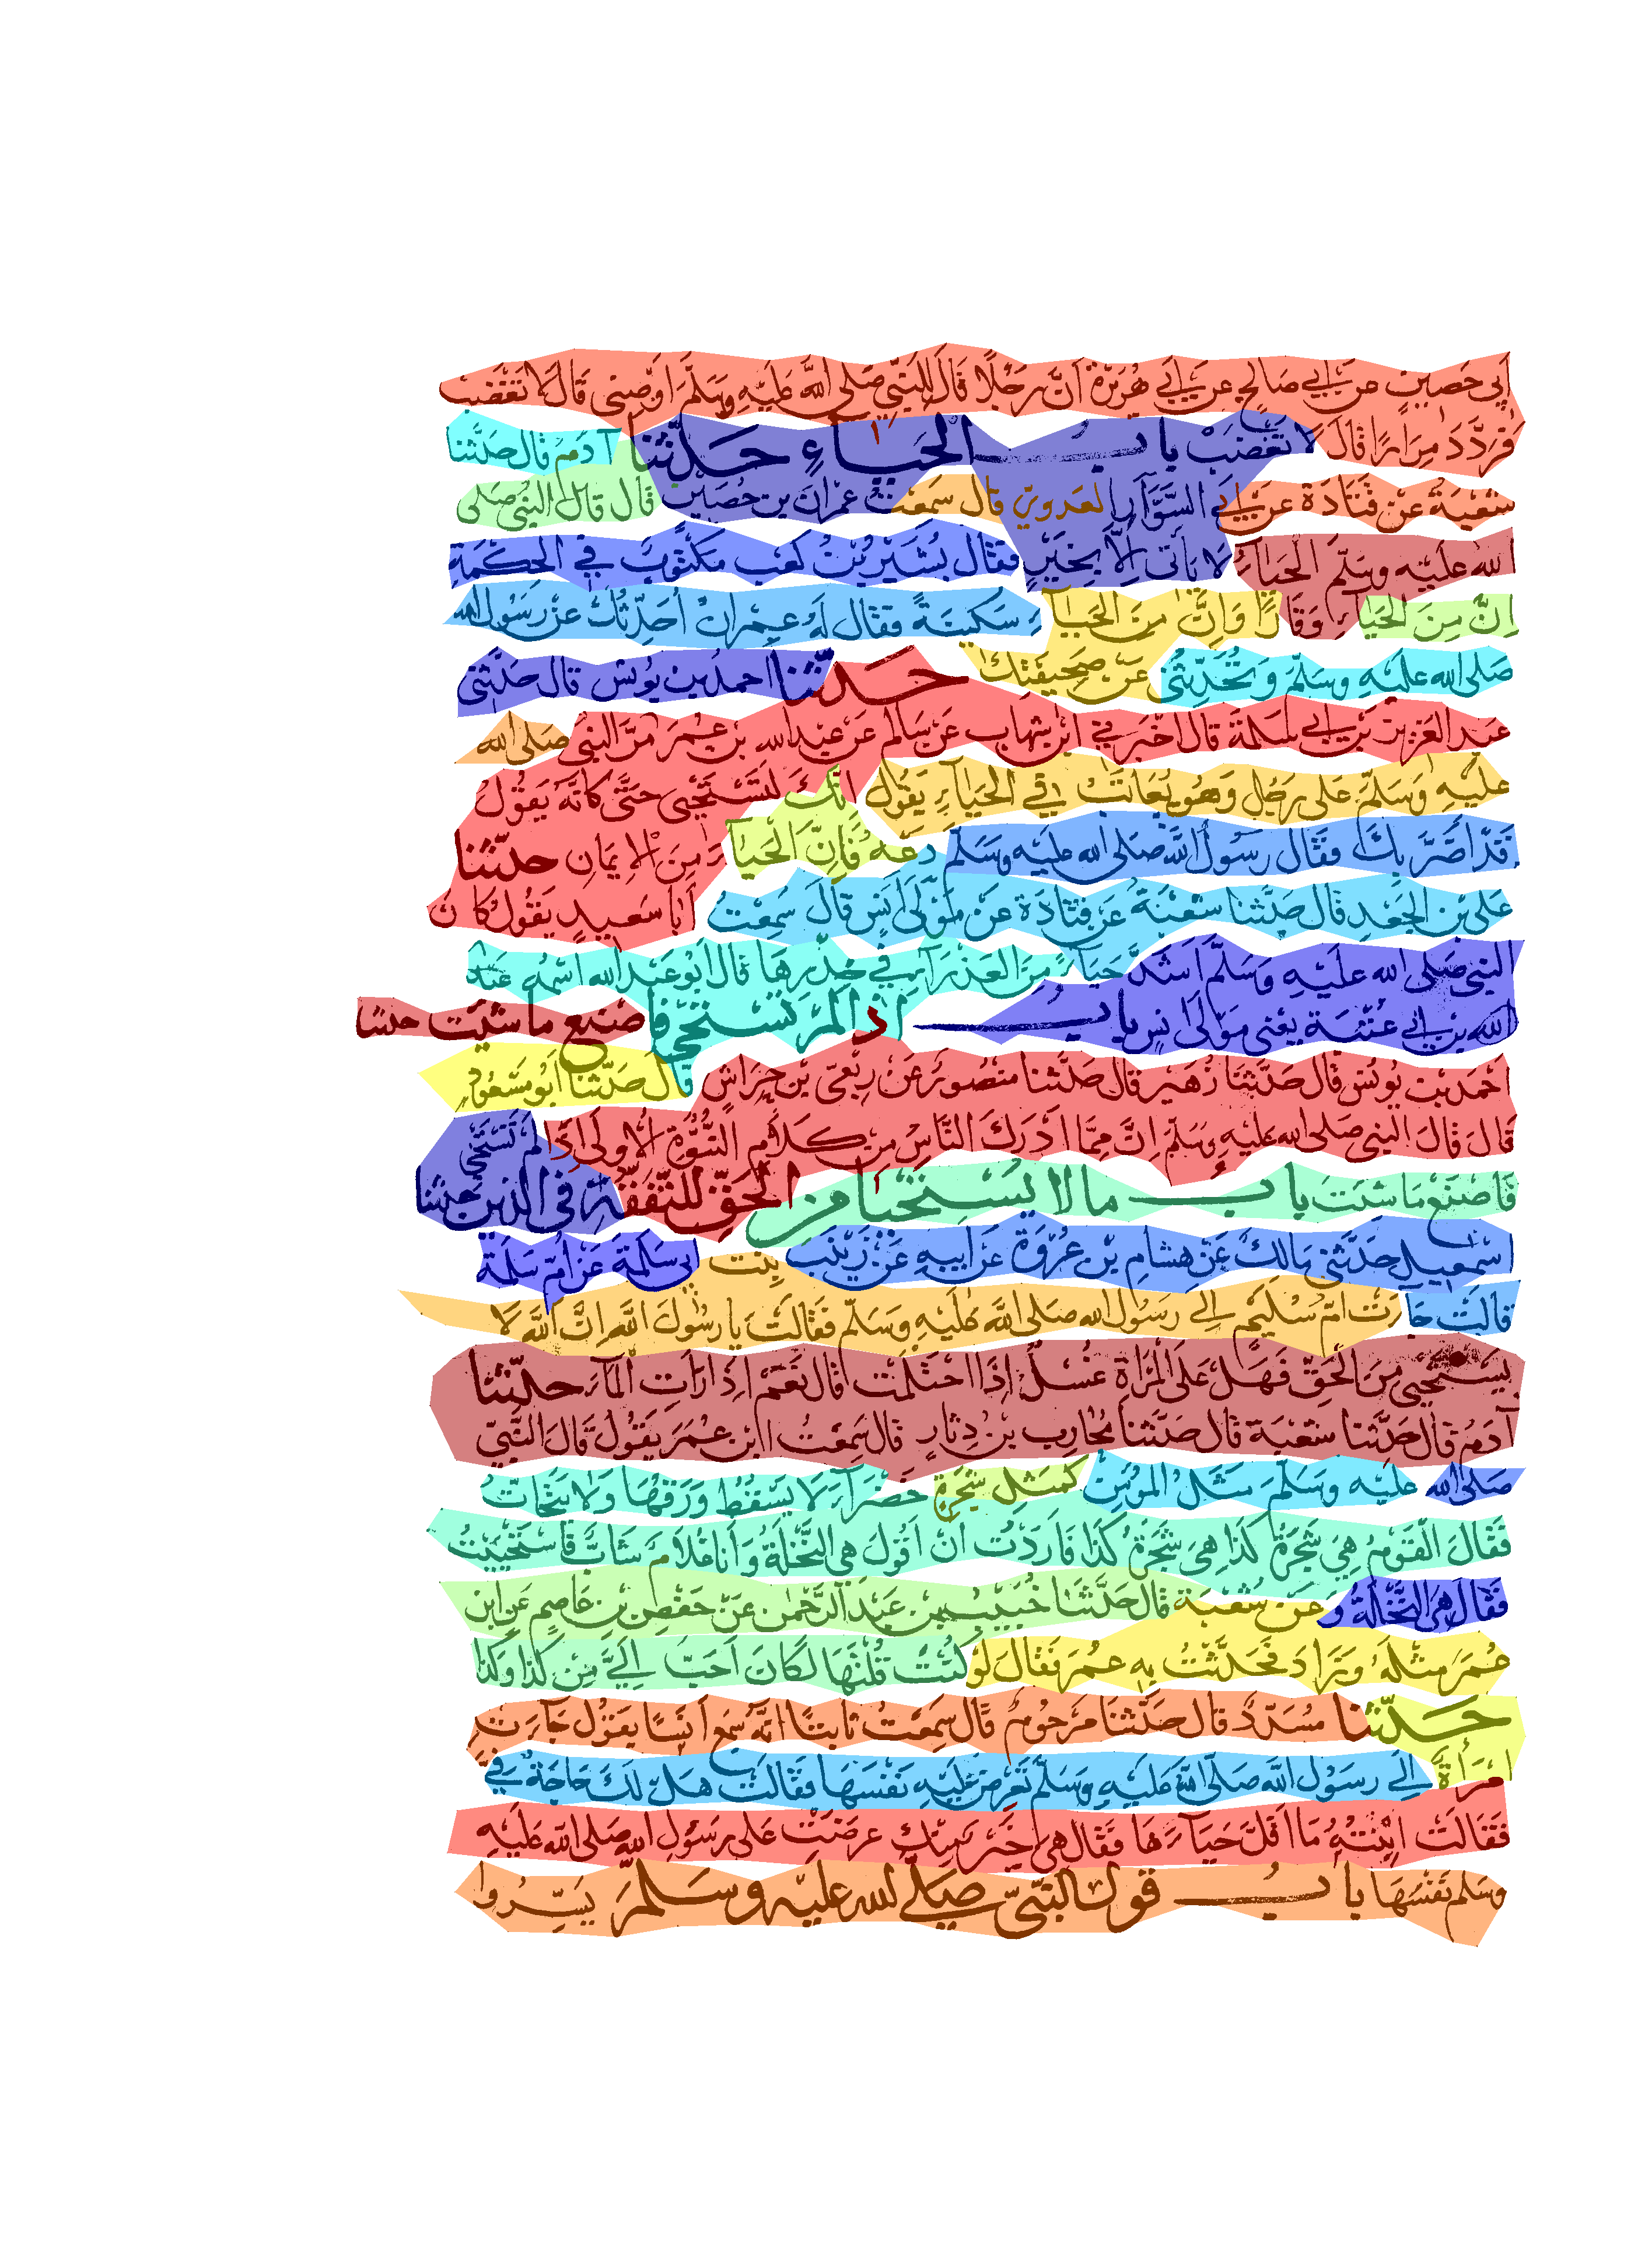 أبي حصين عن أبي صالح عن أبي هريرة أن رجلا قال للنبي صلى الله عليه وسلم أوصني قال لا تغضب
فردد مرارا قال لا تغضب باب الحياء حدثنا آدم قال حدثنا
شعبة عن قتادة عن أبي السوار العدوي قال سمعت عمران بن حصين قال قال النبي صلى
الله عليه وسلم الحياء لا يأتي إلا بخير فقال بشير بن كعب مكتوب في الحكمة
إن من الحياء وقارا وإن من الحياء سكينة فقال له عمران أحدثك عن رسول الله
صلى الله عليه وسلم وتحدثني عن صحيفتك حدثنا احمد بن يونس قال حدثني
عبد العزيز بن أبي سلمة قال أخبرني ابن شهاب عن سالم عن عبد الله بن عمر مر النبي صلى الله
عليه وسلم على رجل وهو يعاتب في الحياء يقول إنك لتستحيي حتى كأنه يقول
قد أضر بك فقال رسول الله صلى الله عليه وسلم دعه فإن الحياء من الإيمان حدثنا
علي بن الجعد قال حدثنا شعبة عن قتادة عن مولى أنس قال سمعت أبا سعيد يقول كان
النبي صلى الله عليه وسلم أشد حياء من العذراء في خدرها قال أبو عبد الله اسمه عبد
الله بن أبي عتبة يعني مولى أنس باب إذا لم تستحي فاصنع ما شئت حدثنا
احمد بن يونس قال حدثنا زهير قال حدثنا منصور عن ربعي بن حراش قال حدثنا أبو مسعود
قال قال النبي صلى الله عليه وسلم إن مما أدرك الناس من كلام النبوة الأولى إذا لم تستحي
فاصنع ما شئت باب ما لا يستحيا من الحق للتفقه في الدين حدثنا
اسمعيل حدثني مالك عن هشام بن عروة عن أبيه عن زينب بنت أبي سلمة عن أم سلمة
قالت جاءت أم سليم إلى رسول الله صلى الله عليه وسلم فقالت يا رسول الله إن الله لا
يستحيي من الحق فهل على المرأة غسل إذا احتلمت قال نعم إذا رأت الماء حدثنا
آدم قال حدثنا شعبة قال حدثنا محارب بن دثار قال سمعت ابن عمر يقول قال النبي
صلى الله عليه وسلم مثل المؤمن كمثل شجرة خضراء لا يسقط ورقها ولا يتحات
فقال القوم هي شجرة كذا هي شجرة كذا فأردت أن أقول هي النخلة وأنا غلام شاب فاستحييت
فقال هي النخلة وعن شعبة قال حدثنا خبيب بن عبد الرحمن عن حفص بن عاصم عن ابن
عمر مثله وزاد فحدثت به عمر فقال لو كنت قلتها لكان أحب إلي من كذا وكذا
حدثنا مسدد قال حدثنا مرحوم قال سمعت ثابتا أنه سمع أنسا يقول جاءت
امرأة إلى رسول الله صلى الله عليه وسلم تعرض عليه نفسها فقالت هل لك حاجة في
فقالت ابنته ما أقل حياءها فقال هي خير منك عرضت على رسول الله صلى الله عليه
وسلم نفسها باب قول النبي صلى الله عليه وسلم يسروا